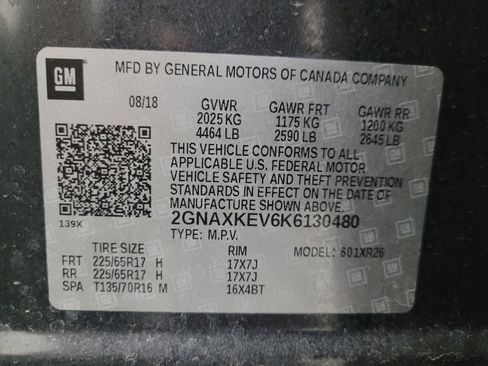 GM
MFD BY GENERAL MOTORS OF CANADA COMPANY
08/18 GVWR GAWR FRT GAWR RR
2025 KG 1175 KG 1200 KG
4464 LB 2590 LB 2645 LB
THIS VEHICLE CONFORMS TO ALL
APPLICABLE U.S. FEDERAL MOTOR
VEHICLE SAFETY AND THEFT PREVENTION
STANDARDS IN EFFECT ON THE DATE OF
MANUFACTURE SHOWN ABOVE.
139X 2GNAXKEV6K6130480
TYPE: M.P.V. MODEL: 601XR26
TIRE SIZE RIM
FRT 225/65R17 H 17X7J
RR 225/65R17 H 17X7J
SPA T135/70R16 M 16X4BT